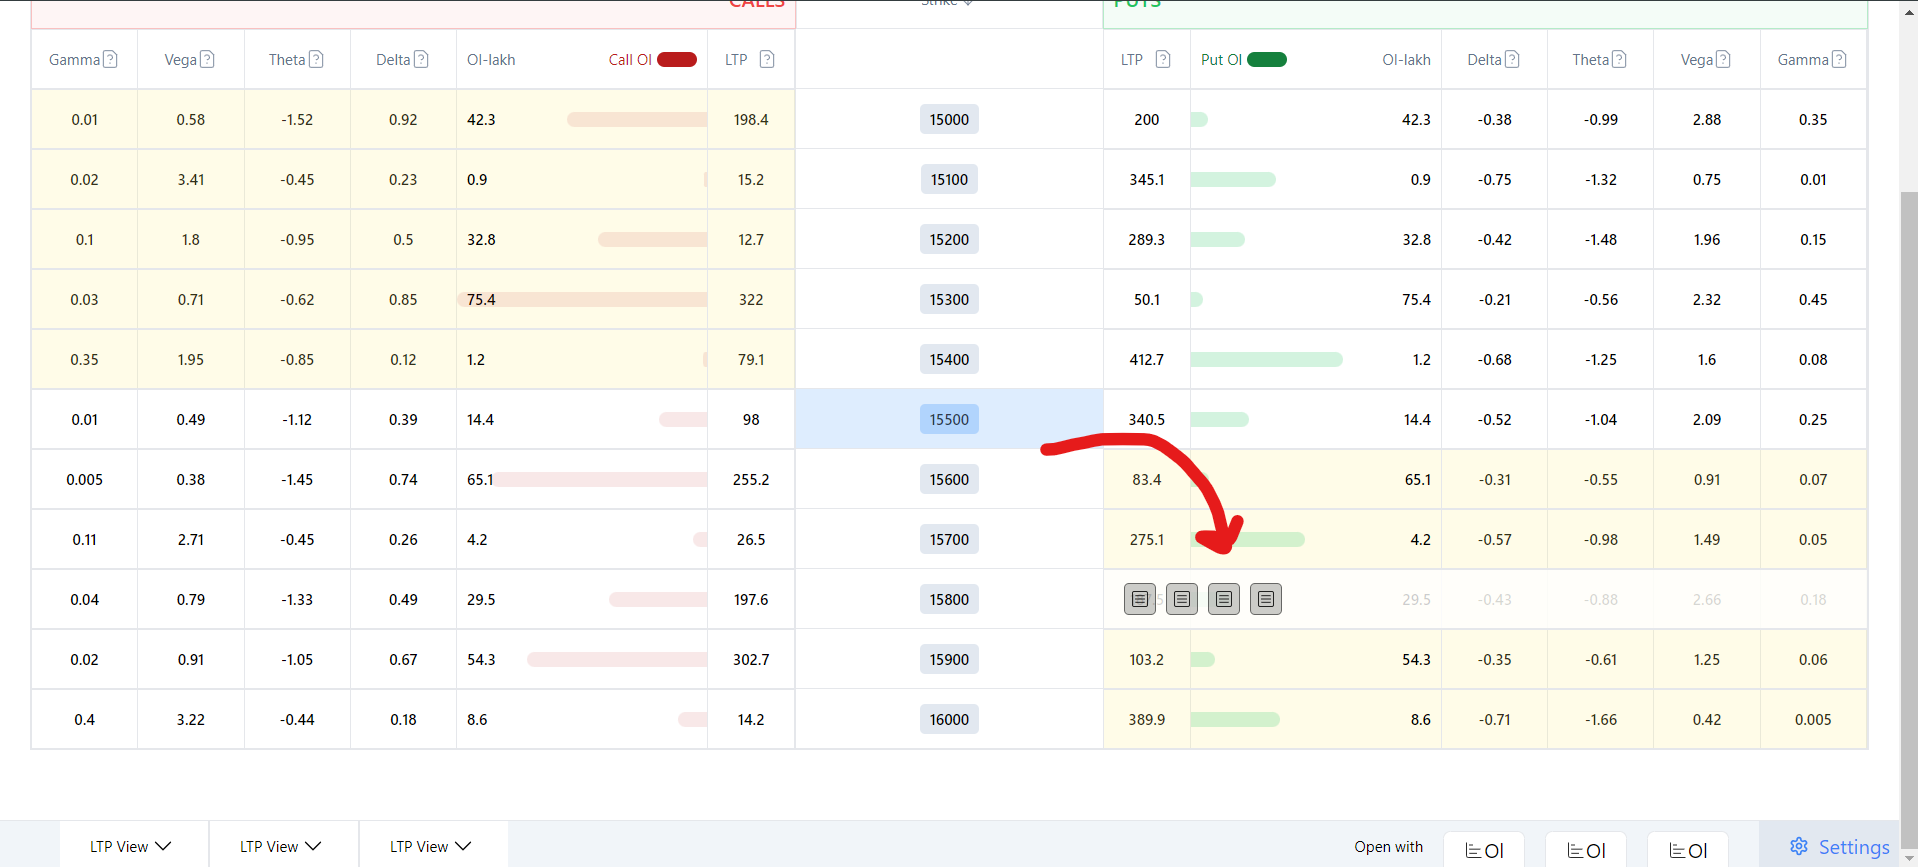 CALLS Strike PUTS
Gamma Vega Theta Delta OI-lakh Call OI LTP LTP Put OI OI-lakh Delta Theta Vega Gamma
0.01 0.58 -1.52 0.92 42.3 198.4 15000 200 42.3 -0.38 -0.99 2.88 0.35
0.02 3.41 -0.45 0.23 0.9 15.2 15100 345.1 0.9 -0.75 -1.32 0.75 0.01
0.1 1.8 -0.95 0.5 32.8 12.7 15200 289.3 32.8 -0.42 -1.48 1.96 0.15
0.03 0.71 -0.62 0.85 75.4 322 15300 50.1 75.4 -0.21 -0.56 2.32 0.45
0.35 1.95 -0.85 0.12 1.2 79.1 15400 412.7 1.2 -0.68 -1.25 1.6 0.08
0.01 0.49 -1.12 0.39 14.4 98 15500 340.5 14.4 -0.52 -1.04 2.09 0.25
0.005 0.38 -1.45 0.74 65.1 255.2 15600 83.4 65.1 -0.31 -0.55 0.91 0.07
0.11 2.71 -0.45 0.26 4.2 26.5 15700 275.1 4.2 -0.57 -0.98 1.49 0.05
0.04 0.79 -1.33 0.49 29.5 197.6 15800 29.5 -0.43 -0.88 2.66 0.18
0.02 0.91 -1.05 0.67 54.3 302.7 15900 103.2 54.3 -0.35 -0.61 1.25 0.06
0.4 3.22 -0.44 0.18 8.6 14.2 16000 389.9 8.6 -0.71 -1.66 0.42 0.005
LTP View LTP View LTP View Open with OI OI OI Settings